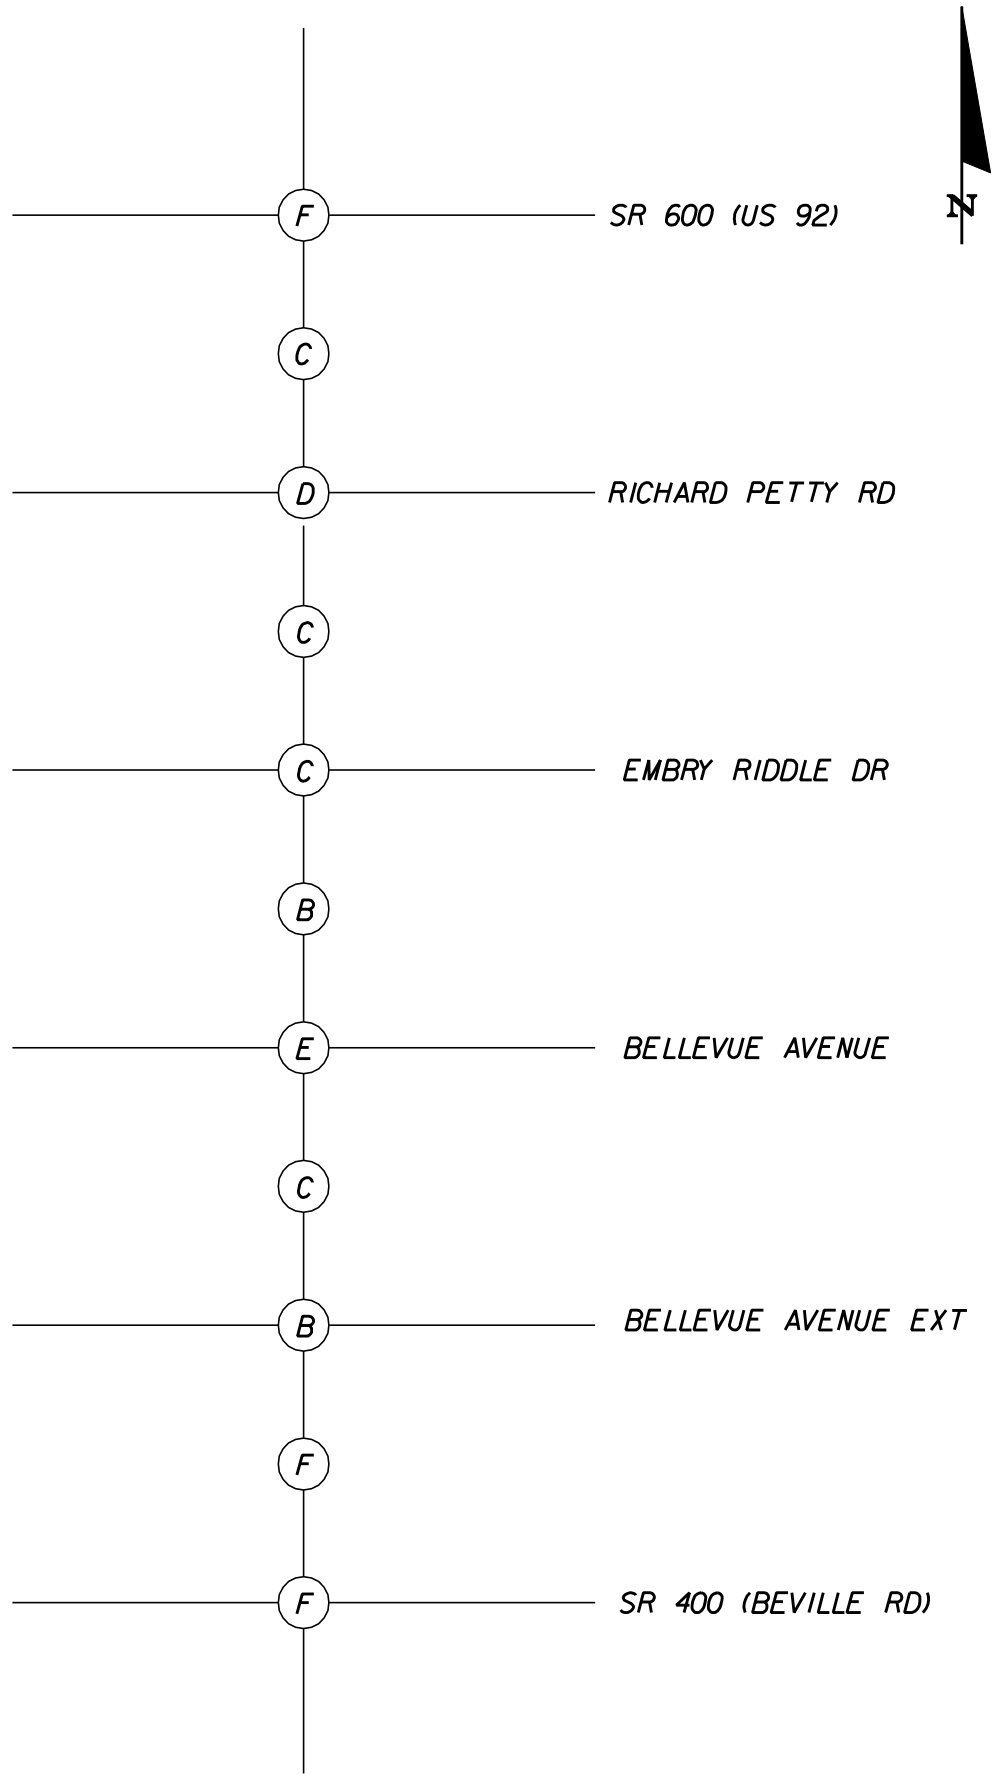 N
F SR 600 (US 92)
C
D RICHARD PETTY RD
C
C EMBRY RIDDLE DR
B
E BELLEVUE AVENUE
C
B BELLEVUE AVENUE EXT
F
F SR 400 (BEVILLE RD)